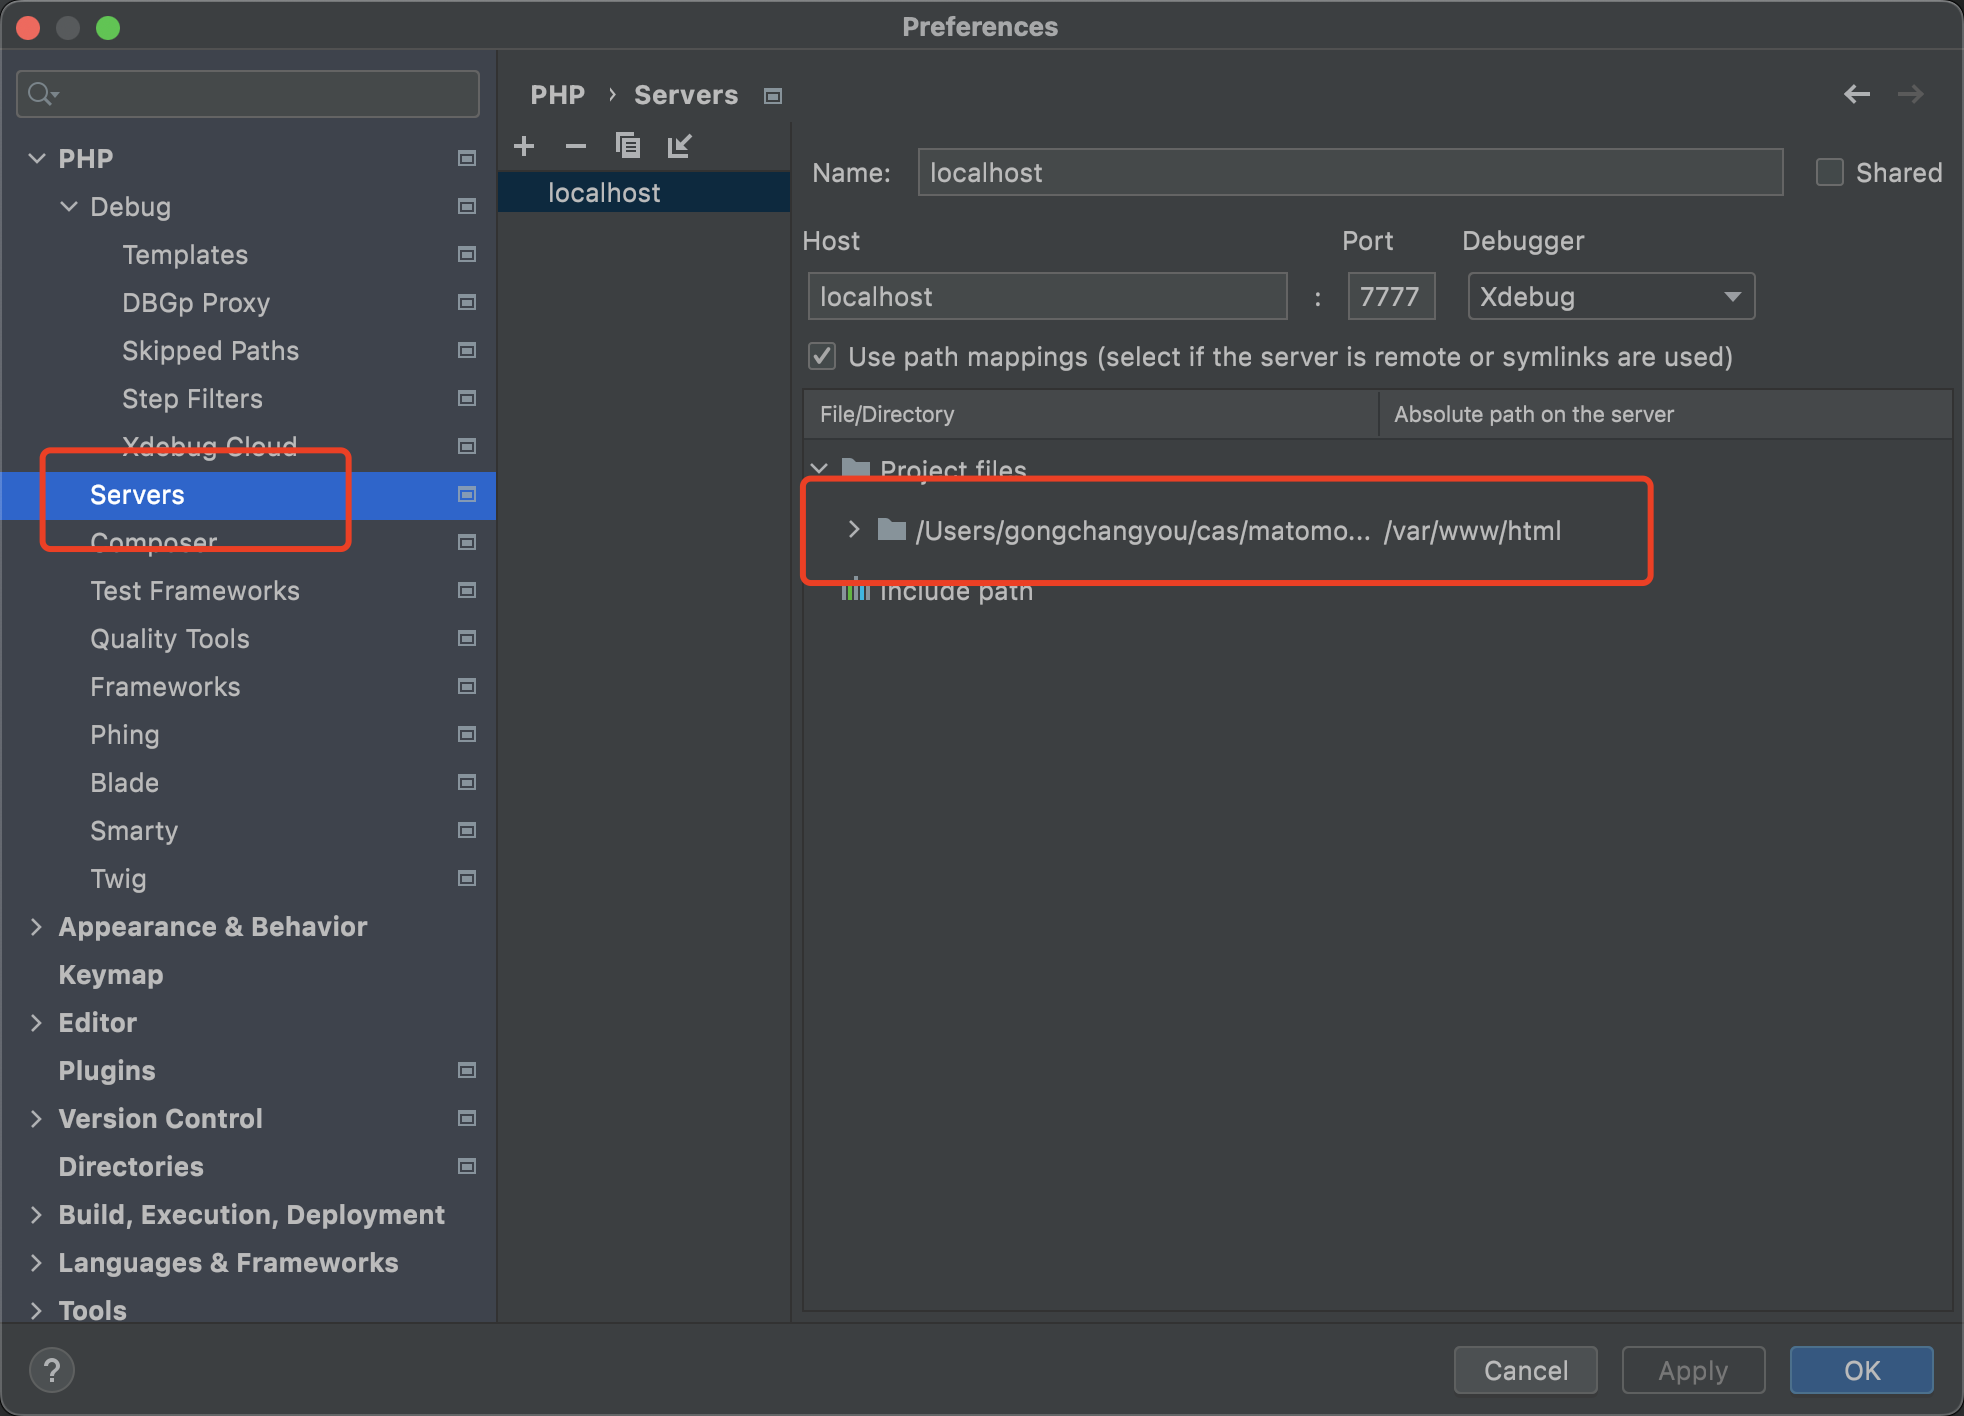 Preferences
PHP
Debug
Templates
DBGp Proxy
Skipped Paths
Step Filters
Xdebug Cloud
Servers
Composer
Test Frameworks
Quality Tools
Frameworks
Phing
Blade
Smarty
Twig
Appearance & Behavior
Keymap
Editor
Plugins
Version Control
Directories
Build, Execution, Deployment
Languages & Frameworks
Tools
PHP › Servers
localhost
Name: localhost Shared
Host Port Debugger
localhost : 7777 Xdebug
Use path mappings (select if the server is remote or symlinks are used)
File/Directory Absolute path on the server
Project files
/Users/gongchangyou/cas/matomo... /var/www/html
Include path
? Cancel Apply OK